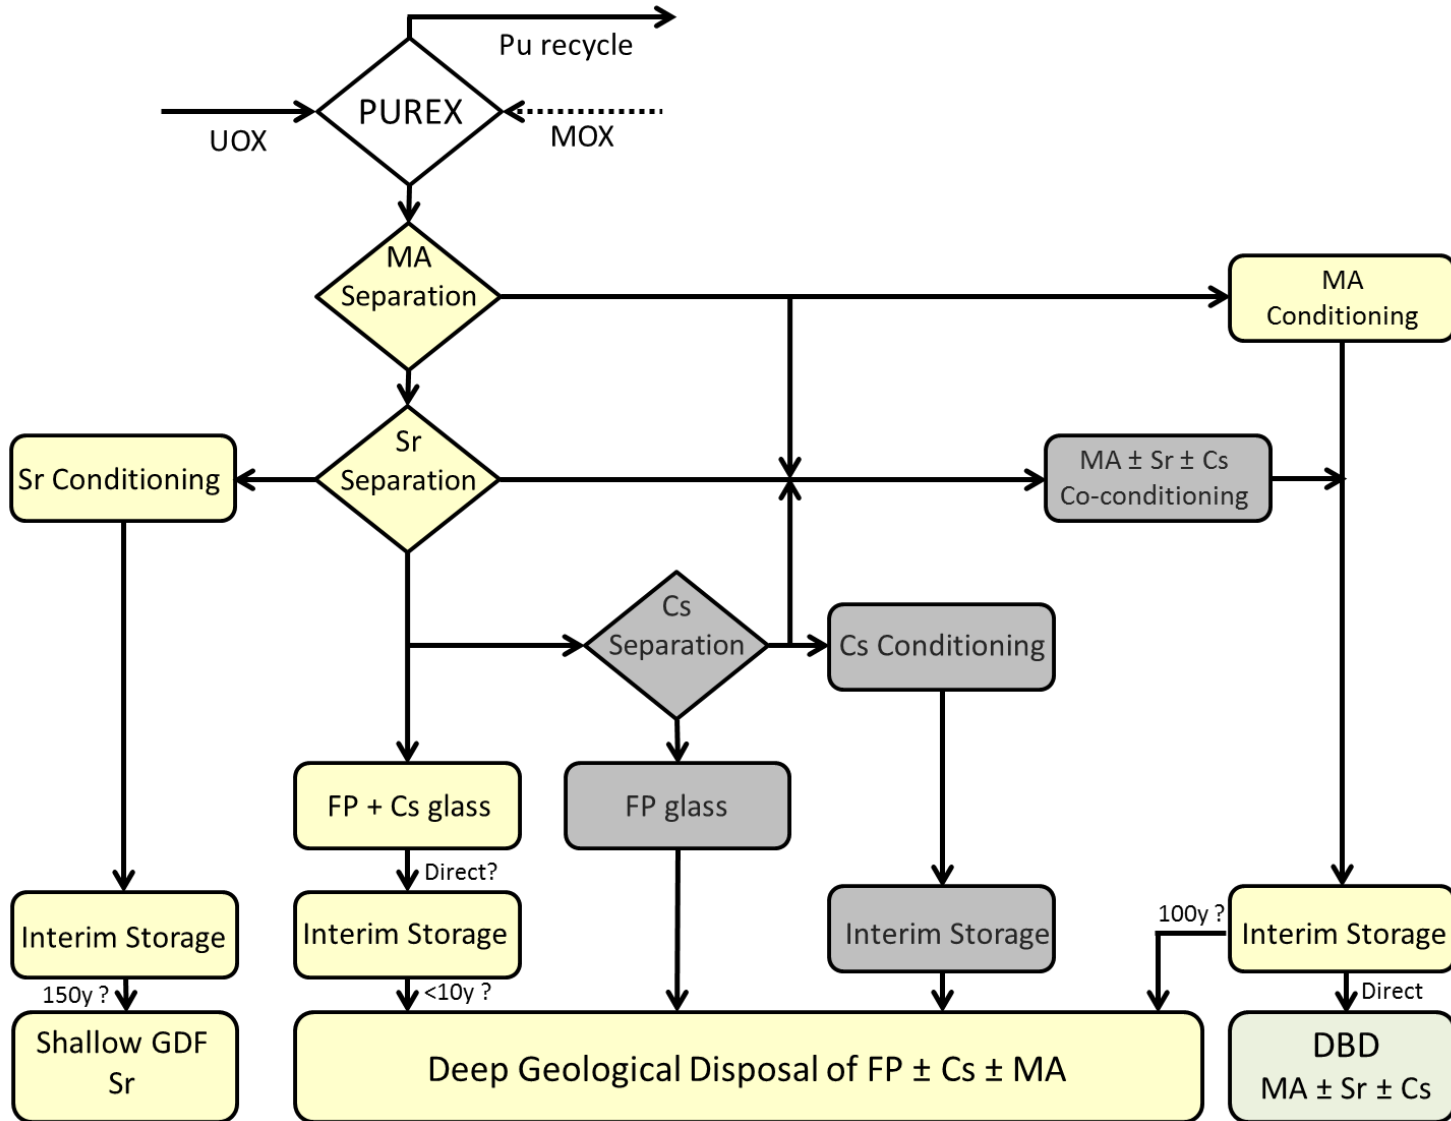 Pu recycle
PUREX
UOX
MOX
MA
Separation
MA
Conditioning
Sr
Separation
Sr Conditioning
MA ± Sr ± Cs
Co-conditioning
Cs
Separation
Cs Conditioning
FP + Cs glass
FP glass
Direct?
Interim Storage
Interim Storage
Interim Storage
100y ?
Interim Storage
150y ?
<10y ?
Direct
Shallow GDF
Sr
Deep Geological Disposal of FP ± Cs ± MA
DBD
MA ± Sr ± Cs